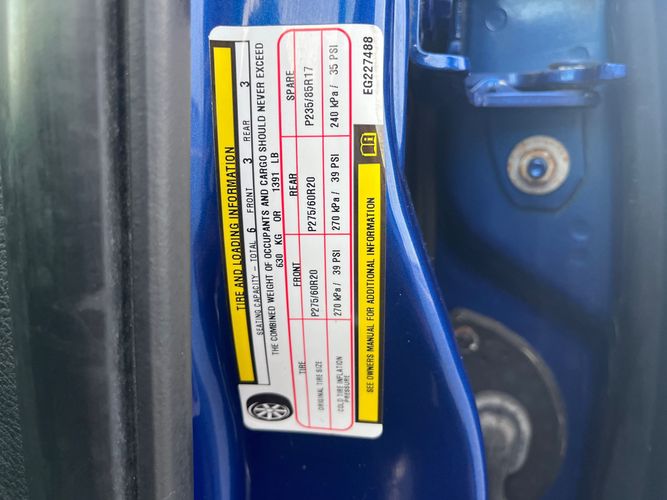 TIRE AND LOADING INFORMATION
SEATING CAPACITY - TOTAL 6 FRONT 3 REAR 3
THE COMBINED WEIGHT OF OCCUPANTS AND CARGO SHOULD NEVER EXCEED
630 KG OR 1391 LB
TIRE FRONT REAR SPARE
ORIGINAL TIRE SIZE P275/60R20 P275/60R20 P235/85R17
COLD TIRE INFLATION PRESSURE 270 kPa / 39 PSI 270 kPa / 39 PSI 240 kPa / 35 PSI
SEE OWNERS MANUAL FOR ADDITIONAL INFORMATION
EG227488